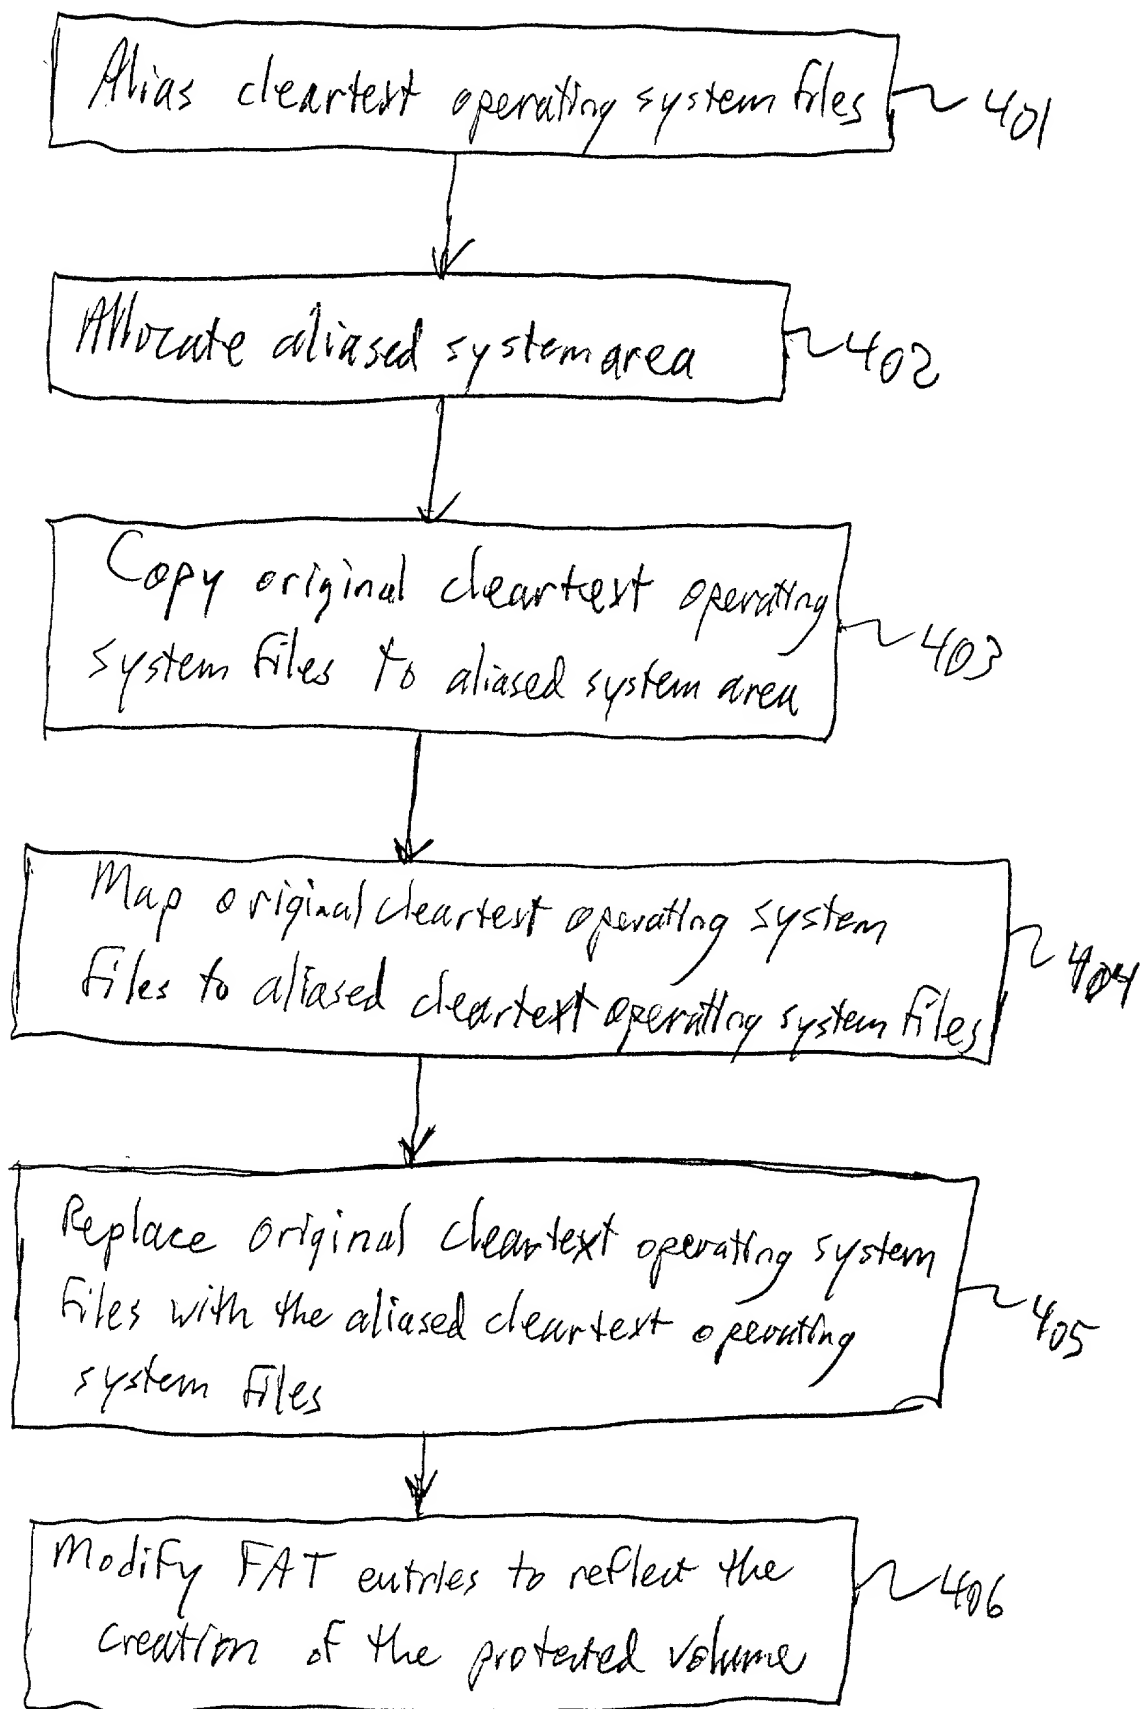 Alias cleartext operating system files 401
Allocate aliased system area 402
Copy original cleartext operating
system files to aliased system area 403
Map original cleartext operating system
files to aliased cleartext operating system files 404
Replace original cleartext operating system
files with the aliased cleartext operating
system files 405
Modify FAT entries to reflect the
creation of the protected volume 406